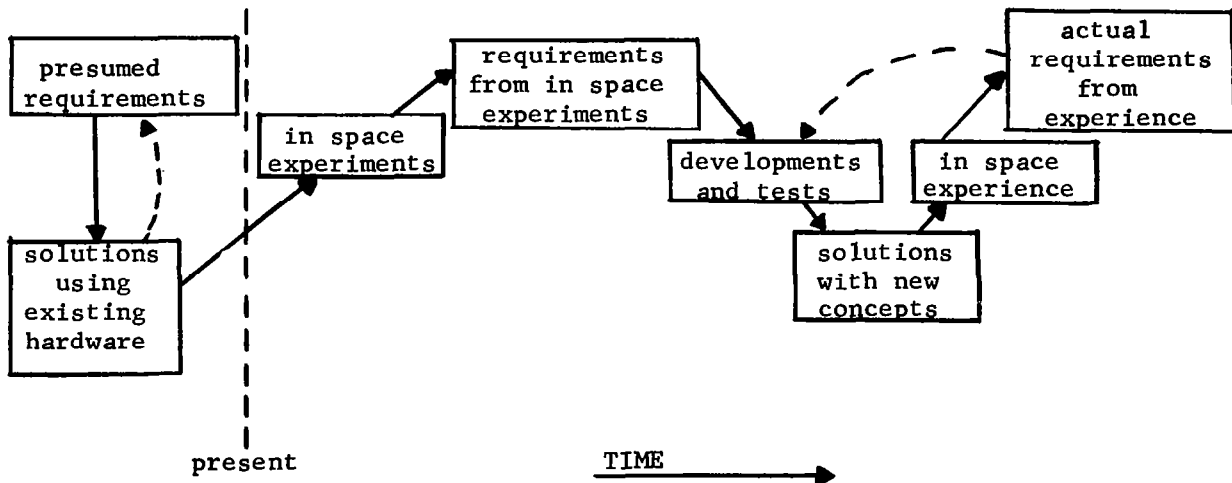 presumed
requirements
solutions
using
existing
hardware
in space
experiments
requirements
from in space
experiments
developments
and tests
solutions
with new
concepts
in space
experience
actual
requirements
from
experience
present
TIME